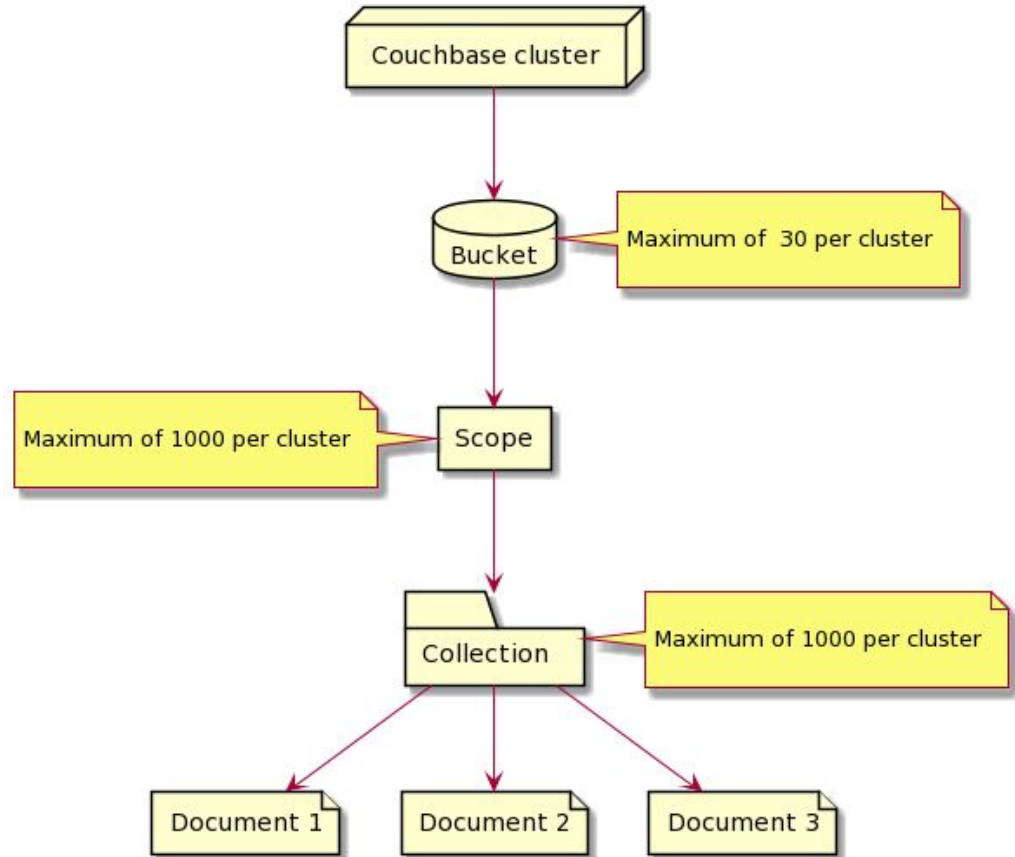 Couchbase cluster
Bucket
Maximum of  30 per cluster
Maximum of 1000 per cluster
Scope
Collection
Maximum of 1000 per cluster
Document 1
Document 2
Document 3